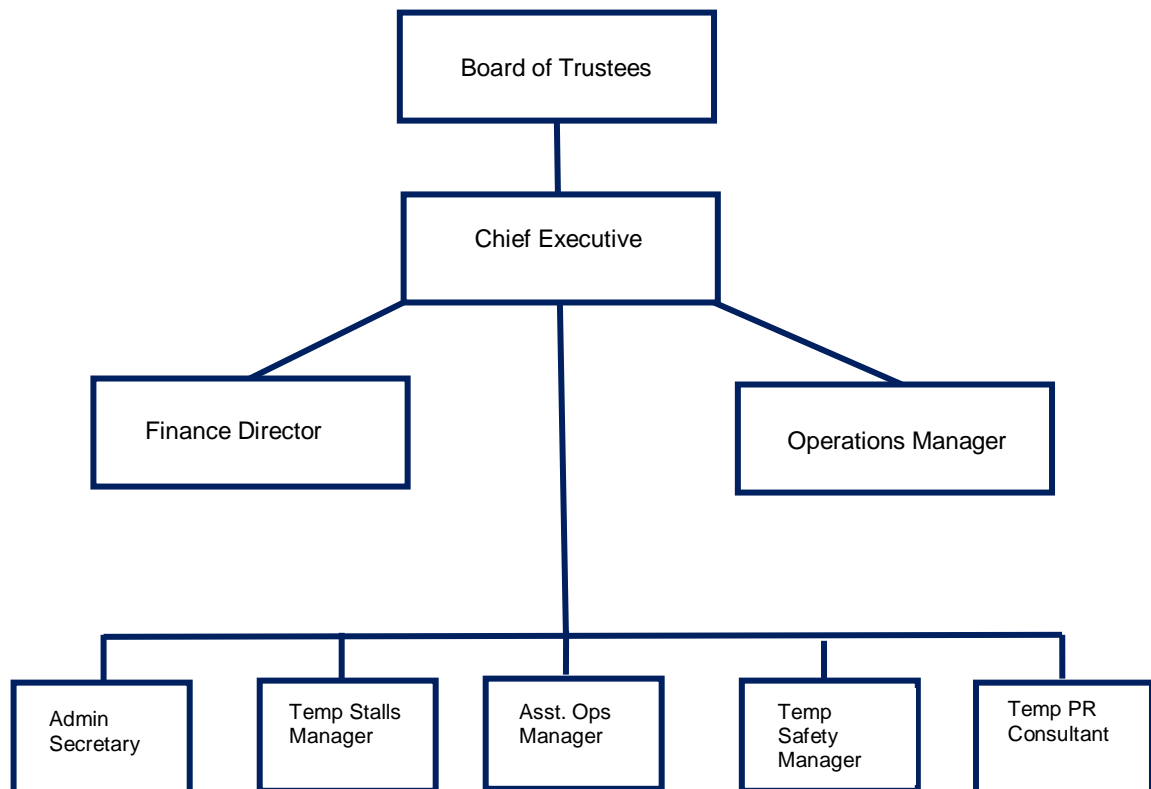 Board of Trustees
Chief Executive
Finance Director
Operations Manager
Admin
Secretary
Temp Stalls
Manager
Asst. Ops
Manager
Temp
Safety
Manager
Temp PR
Consultant